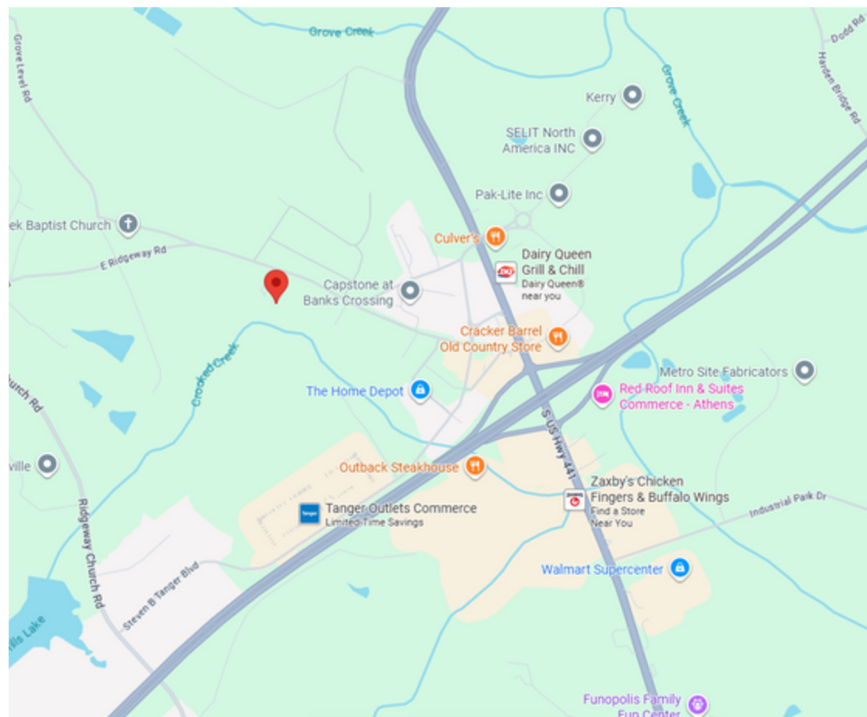 Grove Creek
Dodd Rd
Grove Level Rd
Harden Bridge Rd
Kerry
Grove Creek
SELIT North
America INC
Pak-Lite Inc
ek Baptist Church
Culver's
E Ridgeway Rd
Dairy Queen
Grill & Chill
Dairy Queen®
near you
DQ
Capstone at
Banks Crossing
Cracker Barrel
Old Country Store
Crooked Creek
Metro Site Fabricators
The Home Depot
Red Roof Inn & Suites
Commerce - Athens
hurch Rd
S US Hwy 441
ville
Outback Steakhouse
Zaxby's Chicken
Fingers & Buffalo Wings
Find a Store
Near You
Tanger
Tanger Outlets Commerce
Limited Time Savings
Industrial Park Dr
Ridgeway Church Rd
Walmart Supercenter
Steven B Tanger Blvd
ills Lake
Funopolis Family
Fun Center